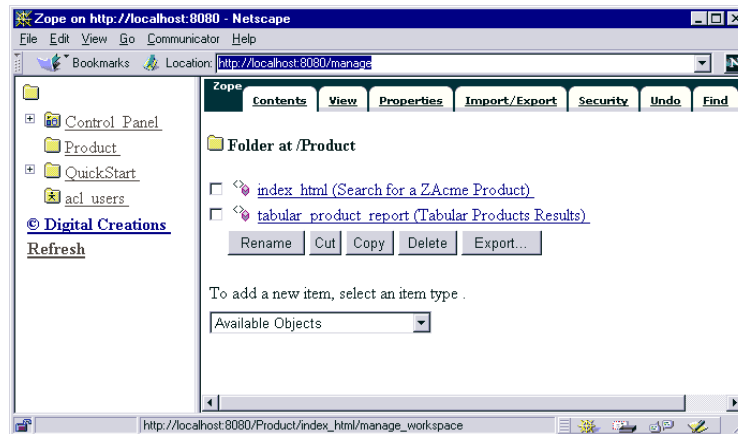 Zope on http://localhost:8080 - Netscape
File Edit View Go Communicator Help
Bookmarks Location: http://localhost:8080/manage N
Zope
Contents View Properties Import/Export Security Undo Find
Control_Panel
Product
QuickStart
acl_users
© Digital Creations
Refresh
Folder at /Product
index_html (Search for a ZAcme Product)
tabular_product_report (Tabular Products Results)
Rename Cut Copy Delete Export...
To add a new item, select an item type .
Available Objects
http://localhost:8080/Product/index_html/manage_workspace